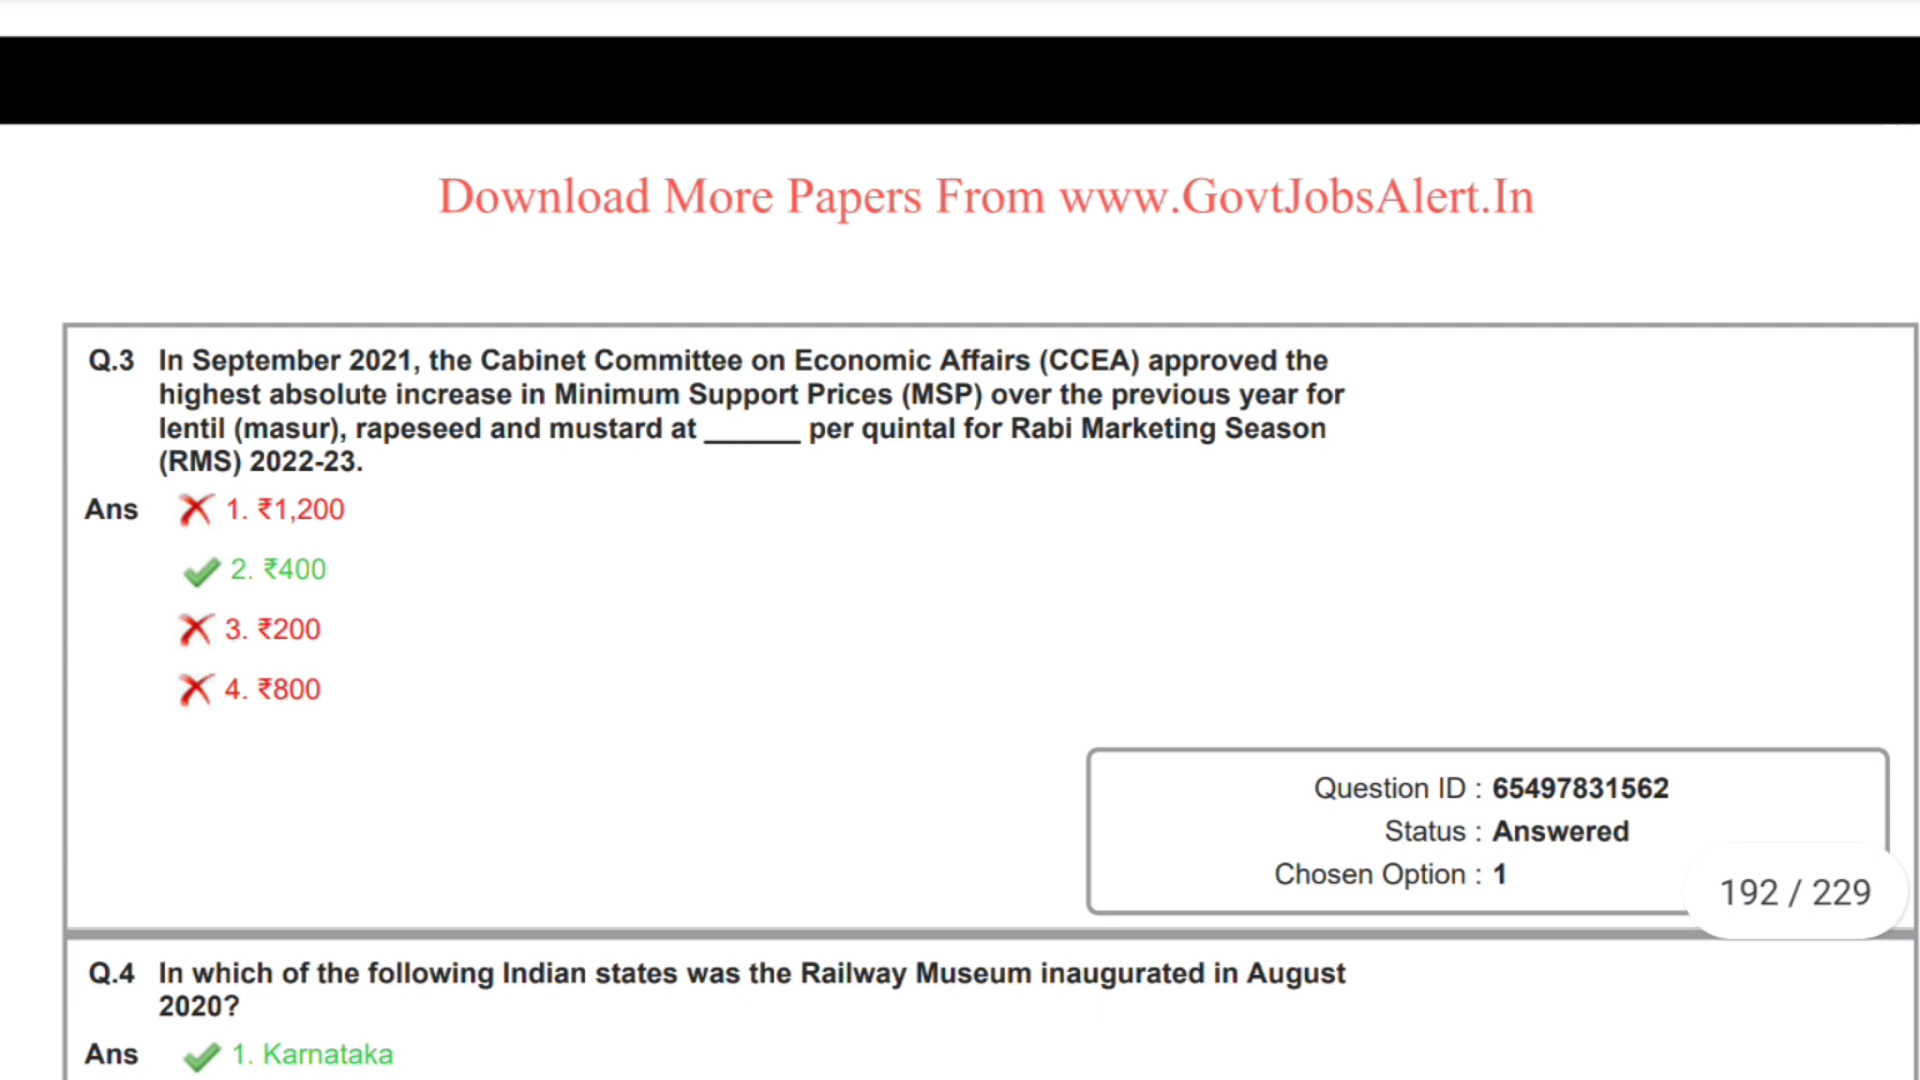 Download More Papers From www.GovtJobsAlert.In
Q.3 In September 2021, the Cabinet Committee on Economic Affairs (CCEA) approved the
highest absolute increase in Minimum Support Prices (MSP) over the previous year for
lentil (masur), rapeseed and mustard at ______ per quintal for Rabi Marketing Season
(RMS) 2022-23.
Ans 1. ₹1,200
2. ₹400
3. ₹200
4. ₹800
Question ID : 65497831562
Status : Answered
Chosen Option : 1
192 / 229
Q.4 In which of the following Indian states was the Railway Museum inaugurated in August
2020?
Ans 1. Karnataka